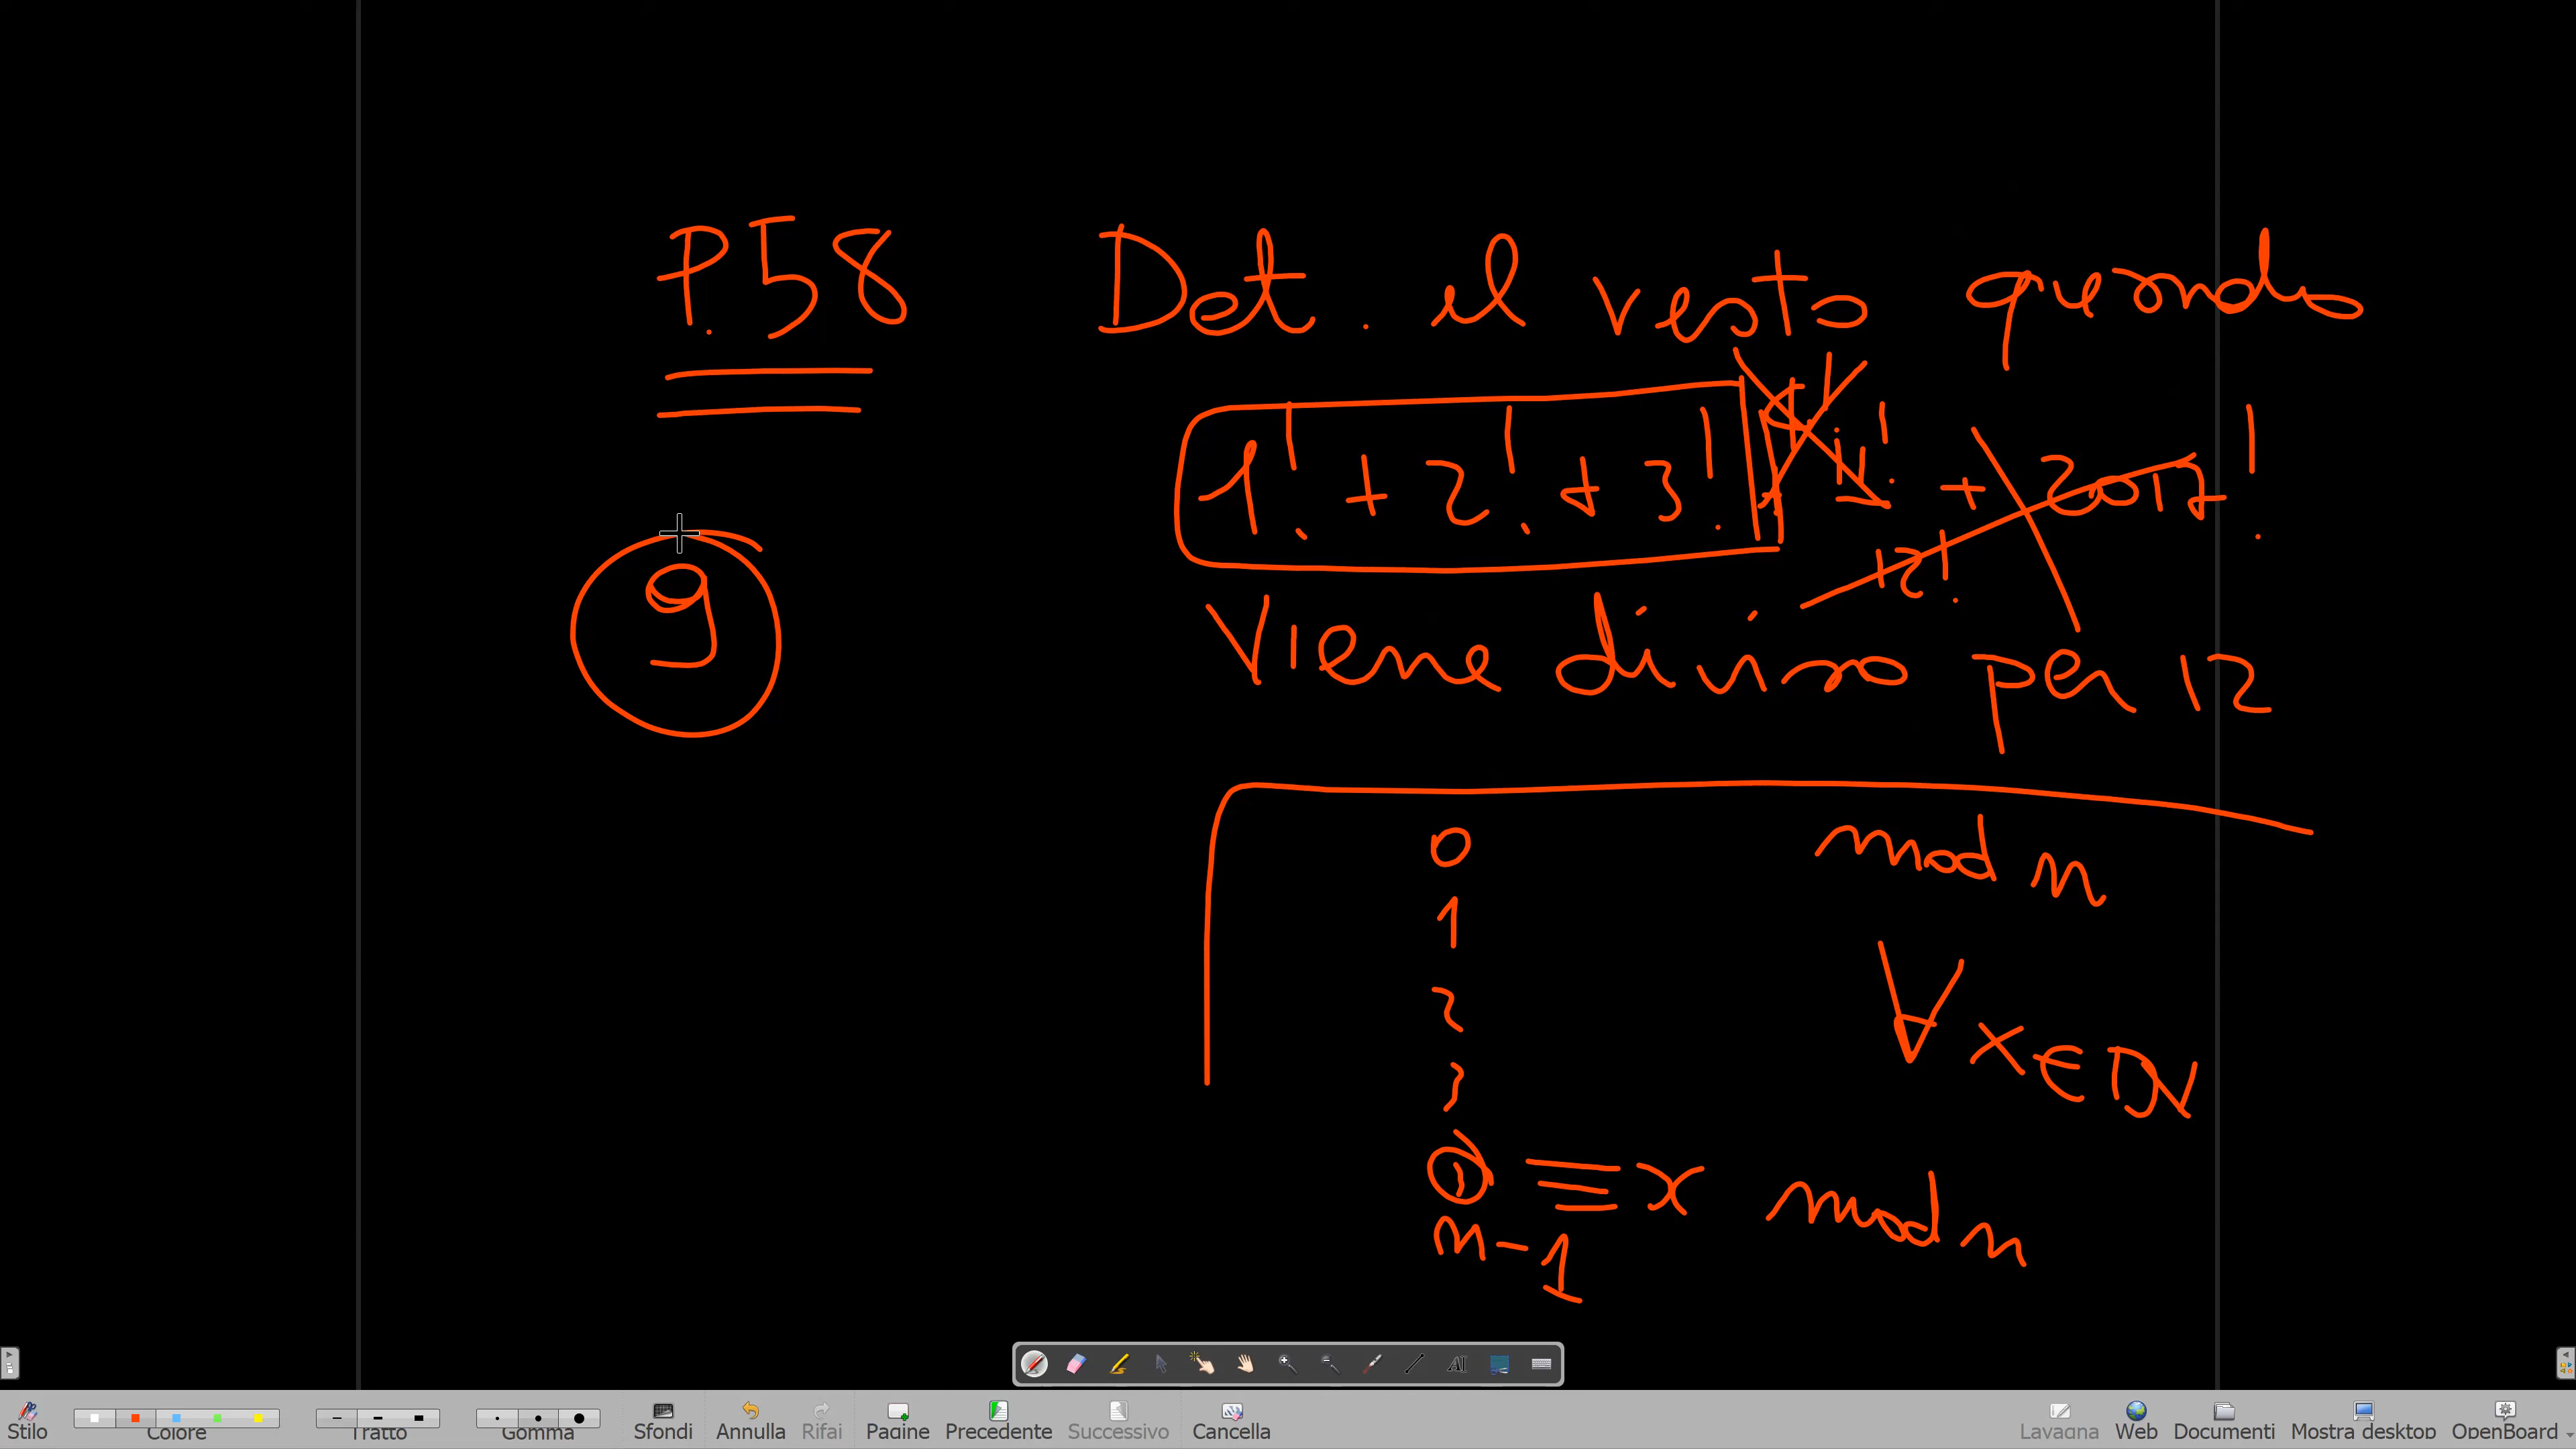 P.58 Det. il resto quando
1! + 2! + 3! + 4! + 2017!
12!
9
viene diviso per 12
0 mod n
1
2
∀ x ∈ IN
3
≡ x mod n
n-1
Stilo Colore Tratto Gomma Sfondi Annulla Rifai Pagine Precedente Successivo Cancella Lavagna Web Documenti Mostra desktop OpenBoard